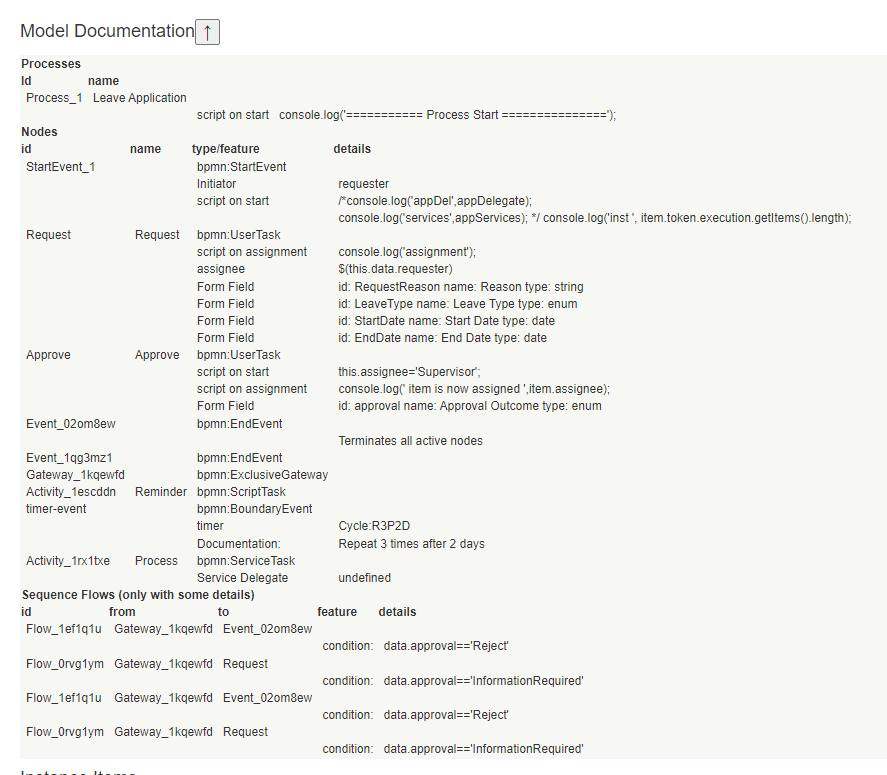 Model Documentation ↑
Processes
Id name
Process_1 Leave Application
script on start console.log('=========== Process Start ===============');
Nodes
id name type/feature details
StartEvent_1 bpmn:StartEvent
Initiator requester
script on start /*console.log('appDel',appDelegate);
console.log('services',appServices); */ console.log('inst ', item.token.execution.getItems().length);
Request Request bpmn:UserTask
script on assignment console.log('assignment');
assignee $(this.data.requester)
Form Field id: RequestReason name: Reason type: string
Form Field id: LeaveType name: Leave Type type: enum
Form Field id: StartDate name: Start Date type: date
Form Field id: EndDate name: End Date type: date
Approve Approve bpmn:UserTask
script on start this.assignee='Supervisor';
script on assignment console.log(' item is now assigned ',item.assignee);
Form Field id: approval name: Approval Outcome type: enum
Event_02om8ew bpmn:EndEvent
Terminates all active nodes
Event_1qg3mz1 bpmn:EndEvent
Gateway_1kqewfd bpmn:ExclusiveGateway
Activity_1escddn Reminder bpmn:ScriptTask
timer-event bpmn:BoundaryEvent
timer Cycle:R3P2D
Documentation: Repeat 3 times after 2 days
Activity_1rx1txe Process bpmn:ServiceTask
Service Delegate undefined
Sequence Flows (only with some details)
id from to feature details
Flow_1ef1q1u Gateway_1kqewfd Event_02om8ew
condition: data.approval=='Reject'
Flow_0rvg1ym Gateway_1kqewfd Request
condition: data.approval=='InformationRequired'
Flow_1ef1q1u Gateway_1kqewfd Event_02om8ew
condition: data.approval=='Reject'
Flow_0rvg1ym Gateway_1kqewfd Request
condition: data.approval=='InformationRequired'